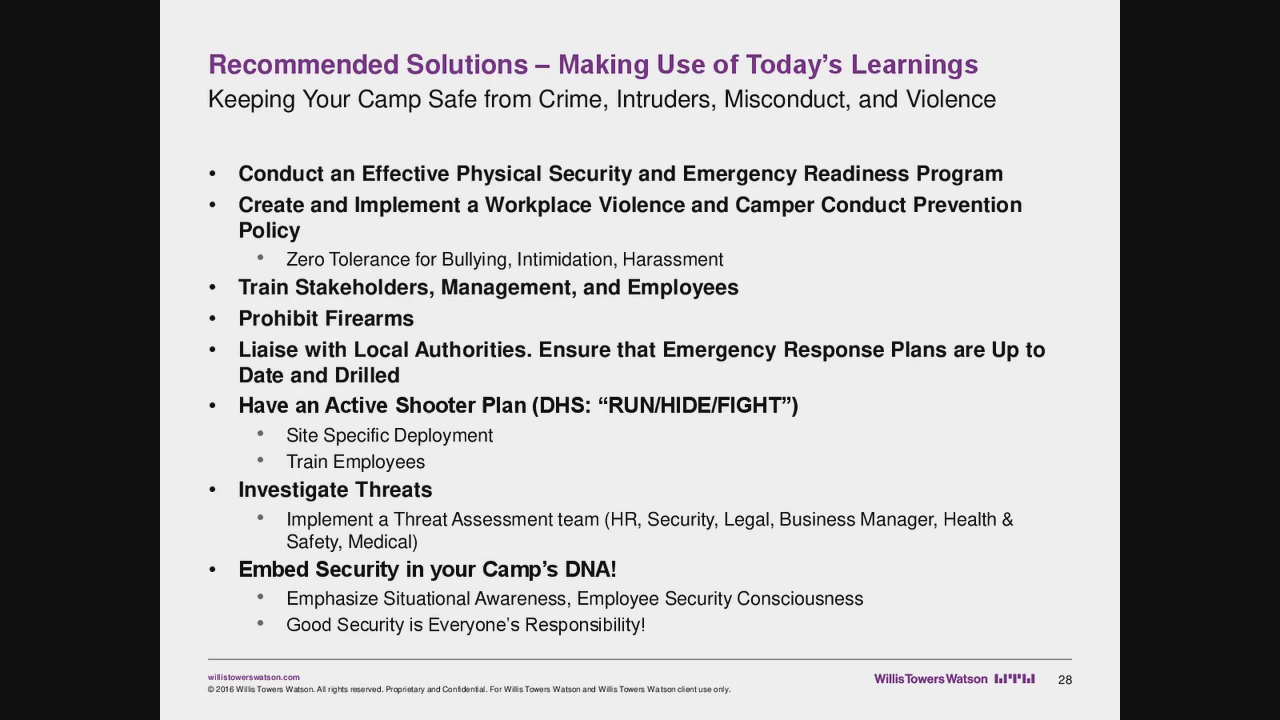 Recommended Solutions – Making Use of Today’s Learnings
Keeping Your Camp Safe from Crime, Intruders, Misconduct, and Violence
• Conduct an Effective Physical Security and Emergency Readiness Program
• Create and Implement a Workplace Violence and Camper Conduct Prevention
Policy
• Zero Tolerance for Bullying, Intimidation, Harassment
• Train Stakeholders, Management, and Employees
• Prohibit Firearms
• Liaise with Local Authorities. Ensure that Emergency Response Plans are Up to
Date and Drilled
• Have an Active Shooter Plan (DHS: “RUN/HIDE/FIGHT”)
• Site Specific Deployment
• Train Employees
• Investigate Threats
• Implement a Threat Assessment team (HR, Security, Legal, Business Manager, Health &
Safety, Medical)
• Embed Security in your Camp’s DNA!
• Emphasize Situational Awareness, Employee Security Consciousness
• Good Security is Everyone’s Responsibility!
willistowerswatson.com
© 2016 Willis Towers Watson. All rights reserved. Proprietary and Confidential. For Willis Towers Watson and Willis Towers Watson client use only.
WillisTowersWatson
28